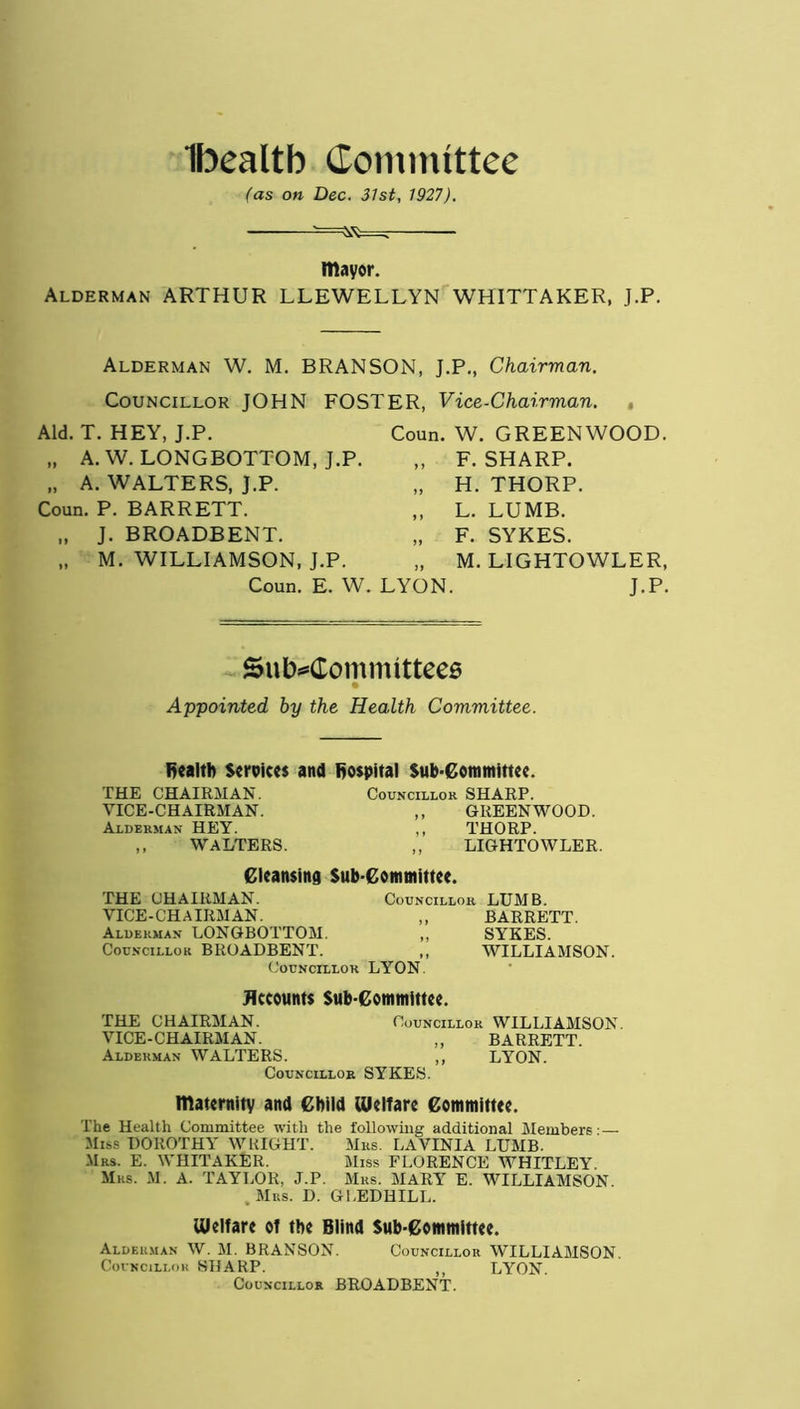 Health Committee
(as on Dec. 31st, 1927).
Mayor.
ALDERMAN ARTHUR LLEWELLYN WHITTAKER, J.P.
ALDERMAN W. M. BRANSON, J.P., Chairman.
COUNCILLOR JOHN FOSTER, Vice-Chairman.
Ald. T. HEY, J.P. Coun. W. GREENWOOD.
„ A. W. LONGBOTTOM, J.P. ,, F. SHARP.
„ A. WALTERS, J.P. „ H. THORP.
Coun. P. BARRETT. ,, L. LUMB.
„ J. BROADBENT. „ F. SYKES.
„ M. WILLIAMSON, J.P. „ M. LIGHTOWLER,
Coun. E. W. LYON. J.P.
Sub-Committees
Appointed by the Health Committee.
Health Services and Hospital Sub-Committee.
THE CHAIRMAN. COUNCILLOR SHARP.
VICE-CHAIRMAN. ,, GREENWOOD.
ALDERMAN HEY. ,, THORP.
,, WALTERS. ,, LIGHTOWLER.
Cleansing Sub-Committee.
THE CHAIRMAN. COUNCILLOR LUMB.
VICE-CHAIRMAN. ,, BARRETT.
ALDERMAN LONGBOTTOM. ,, SYKES.
COUNCILLOR BROADBENT. ,, WILLIAMSON.
COUNCILLOR LYON.
Accounts Sub-Committee.
THE CHAIRMAN. COUNCILLOR WILLIAMSON.
VICE-CHAIRMAN. ,, BARRETT.
ALDERMAN WALTERS. ,, LYON.
COUNCILLOR SYKES.
Maternity and Child Welfare Committee.
The Health Committee with the following additional Members:—
MISS DOROTHY WRIGHT. MRS. LAVINIA LUMB.
MRS. E. WHITAKER. MISS FLORENCE WHITLEY.
MRS. M. A. TAYLOR, J.P. MRS. MARY E. WILLIAMSON.
MRS. D. GLEDHILL.
Welfare of the Blind Sub-Committee.
ALDERMAN W. M. BRANSON. COUNCILLOR WILLIAMSON.
COUNCILLOR SHARP. ,, LYON.
COUNCILLOR BROADBENT.